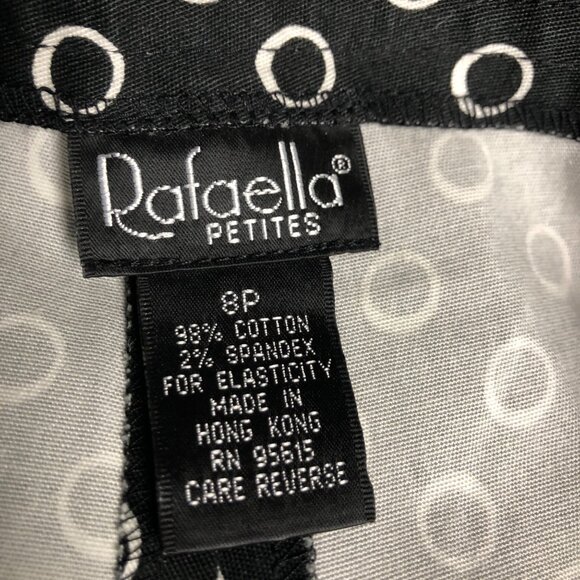 Rafaella®
PETITES
8P
98% COTTON
2% SPANDEX
FOR ELASTICITY
MADE IN
HONG KONG
RN 95615
CARE REVERSE